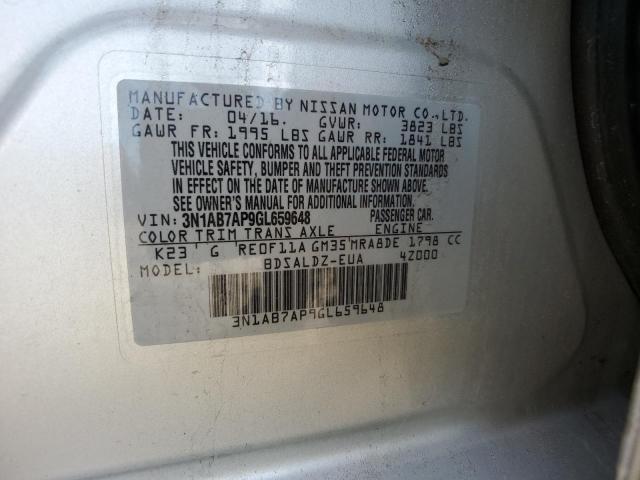 MANUFACTURED BY NISSAN MOTOR CO.,LTD.
DATE: 04/16. GVWR: 3823 LBS
GAWR FR: 1995 LBS GAWR RR: 1841 LBS
THIS VEHICLE CONFORMS TO ALL APPLICABLE FEDERAL MOTOR
VEHICLE SAFETY, BUMPER AND THEFT PREVENTION STANDARDS
IN EFFECT ON THE DATE OF MANUFACTURE SHOWN ABOVE.
SEE OWNER'S MANUAL FOR ADDITIONAL INFORMATION.
VIN: 3N1AB7AP9GL659648 PASSENGER CAR.
COLOR TRIM TRANS AXLE ENGINE
K23 G RE0F11A GM35 MRA8DE 1798 CC
MODEL: BDSALDZ-EUA 4Z000
3N1AB7AP9GL659648